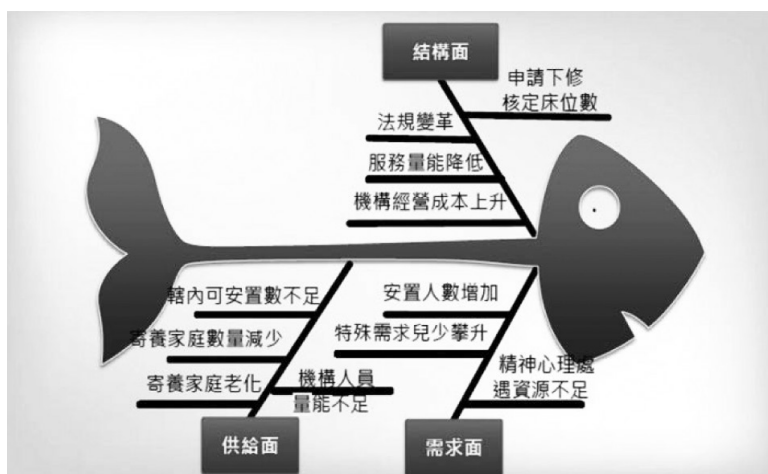 結構面
申請下修
核定床位數
法規變革
服務量能降低
機構經營成本上升
轄內可安置數不足
寄養家庭數量減少
寄養家庭老化
機構人員
量能不足
供給面
安置人數增加
特殊需求兒少攀升
精神心理處
遇資源不足
需求面